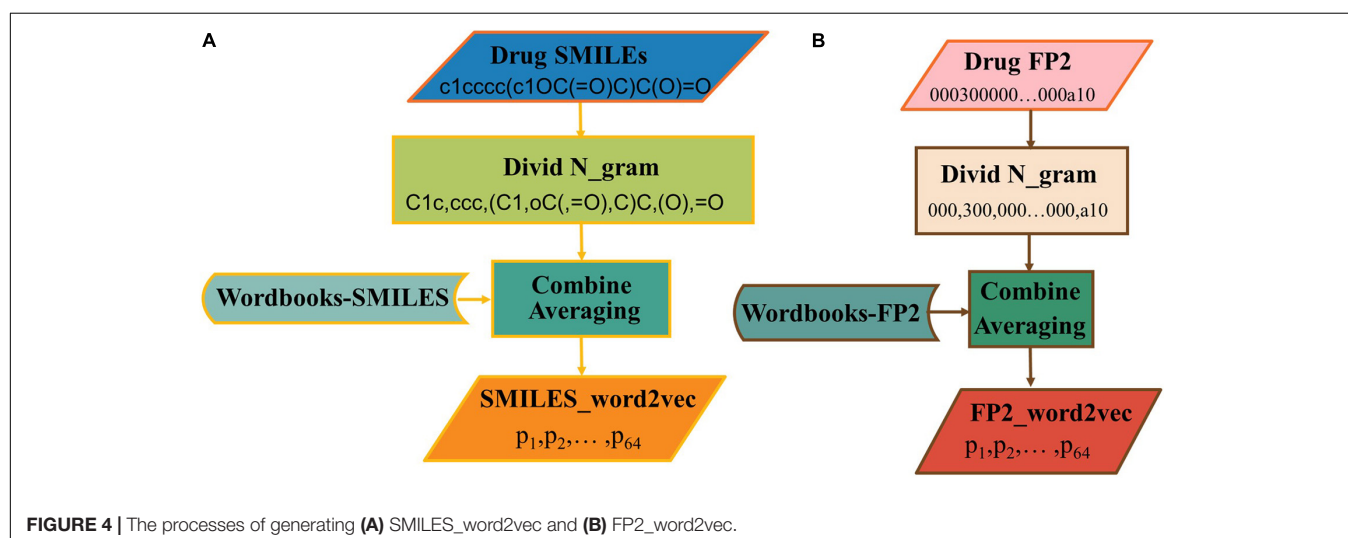 A
Drug SMILEs
c1cccc(c1OC(=O)C)C(O)=O
Divid N_gram
C1c,ccc,(C1,oC(,=O),C)C,(O),=O
Wordbooks-SMILES
Combine
Averaging
SMILES_word2vec
p₁,p₂,… ,p₆₄
B
Drug FP2
000300000…000a10
Divid N_gram
000,300,000…000,a10
Wordbooks-FP2
Combine
Averaging
FP2_word2vec
p₁,p₂,… ,p₆₄
FIGURE 4 | The processes of generating (A) SMILES_word2vec and (B) FP2_word2vec.